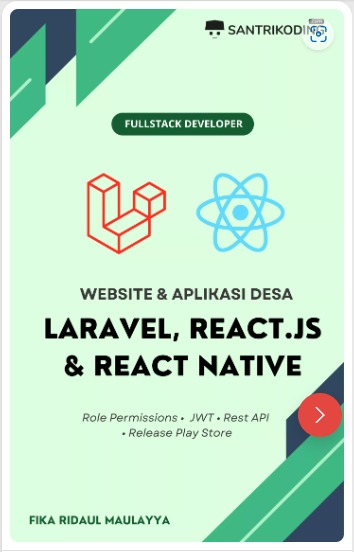 SANTRIKODING
FULLSTACK DEVELOPER
WEBSITE & APLIKASI DESA
LARAVEL, REACT.JS
& REACT NATIVE
Role Permissions • JWT • Rest API
• Release Play Store
FIKA RIDAUL MAULAYYA